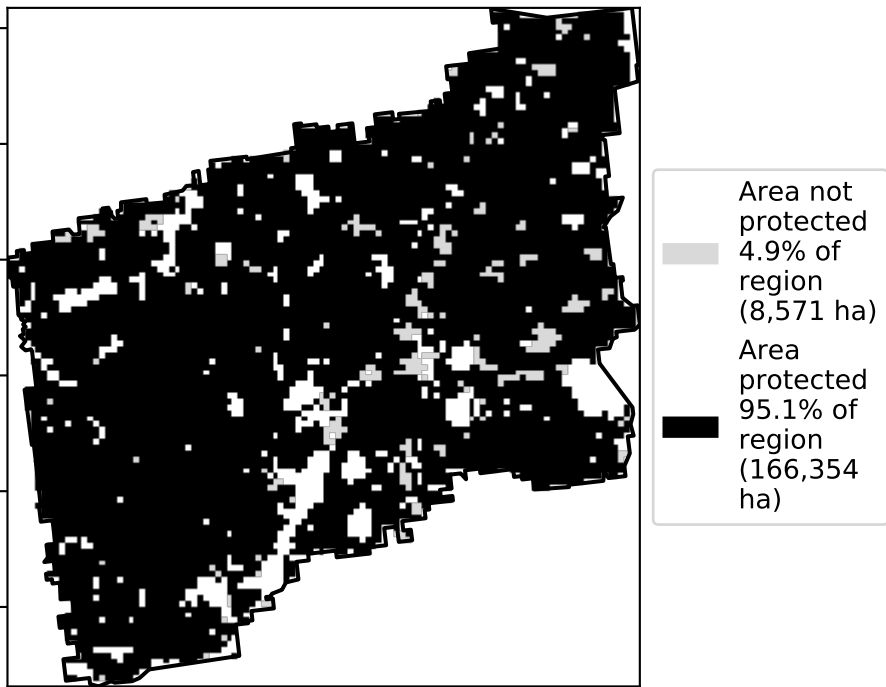 Area not
protected
4.9% of
region
(8,571 ha)
Area
protected
95.1% of
region
(166,354
ha)